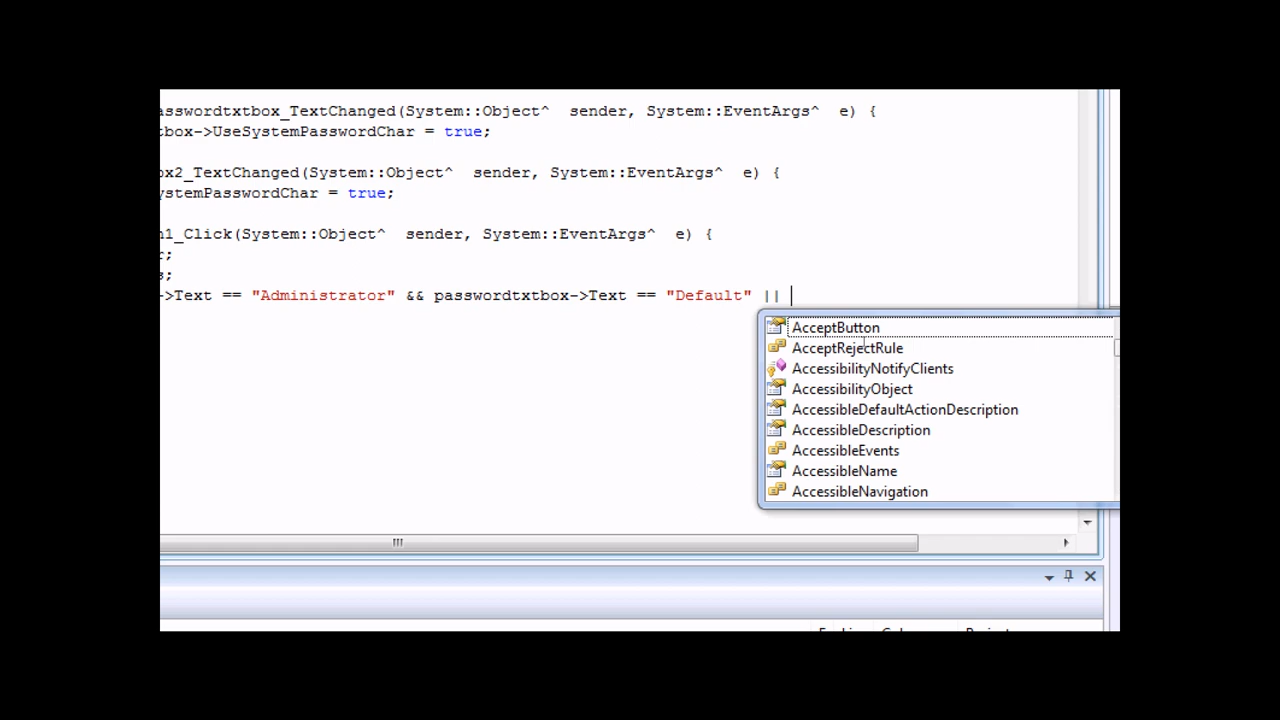 asswordtxtbox_TextChanged(System::Object^  sender, System::EventArgs^  e) {
tbox->UseSystemPasswordChar = true;
ox2_TextChanged(System::Object^  sender, System::EventArgs^  e) {
ystemPasswordChar = true;
n1_Click(System::Object^  sender, System::EventArgs^  e) {
r;
s;
->Text == "Administrator" && passwordtxtbox->Text == "Default" ||
AcceptButton
AcceptRejectRule
AccessibilityNotifyClients
AccessibilityObject
AccessibleDefaultActionDescription
AccessibleDescription
AccessibleEvents
AccessibleName
AccessibleNavigation